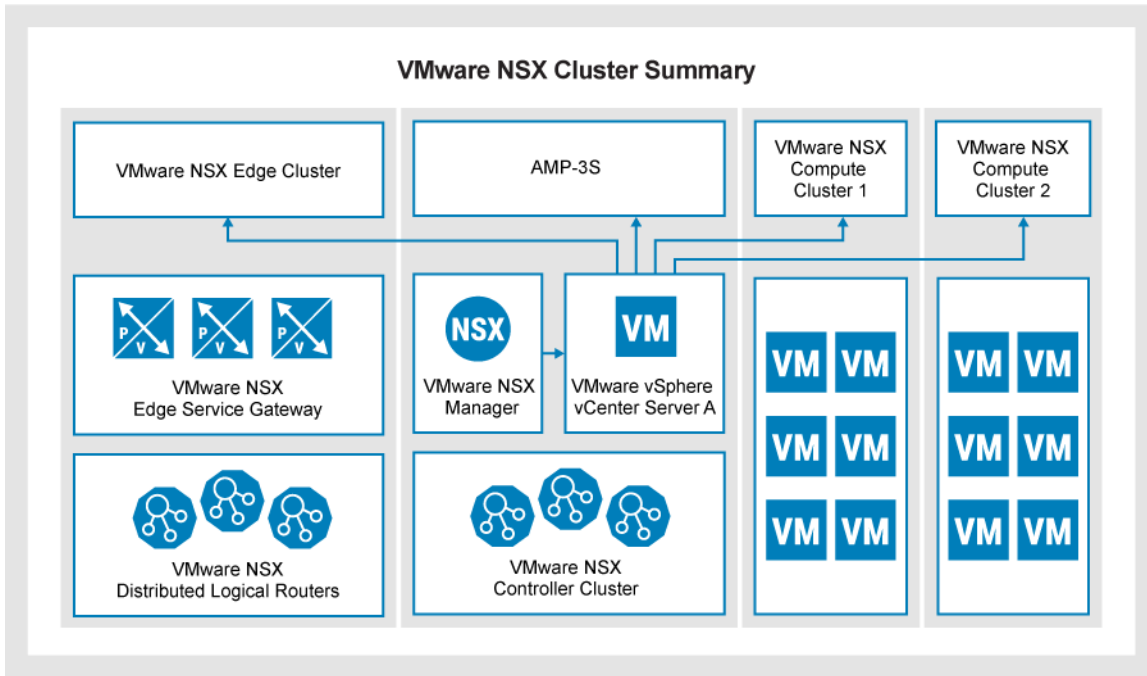 VMware NSX Cluster Summary
VMware NSX Edge Cluster
AMP-3S
VMware NSX
Compute
Cluster 1
VMware NSX
Compute
Cluster 2
P V
P V
P V
VMware NSX
Edge Service Gateway
NSX
VMware NSX
Manager
VM
VMware vSphere
vCenter Server A
VMware NSX
Distributed Logical Routers
VMware NSX
Controller Cluster
VM VM
VM VM
VM VM
VM VM
VM VM
VM VM